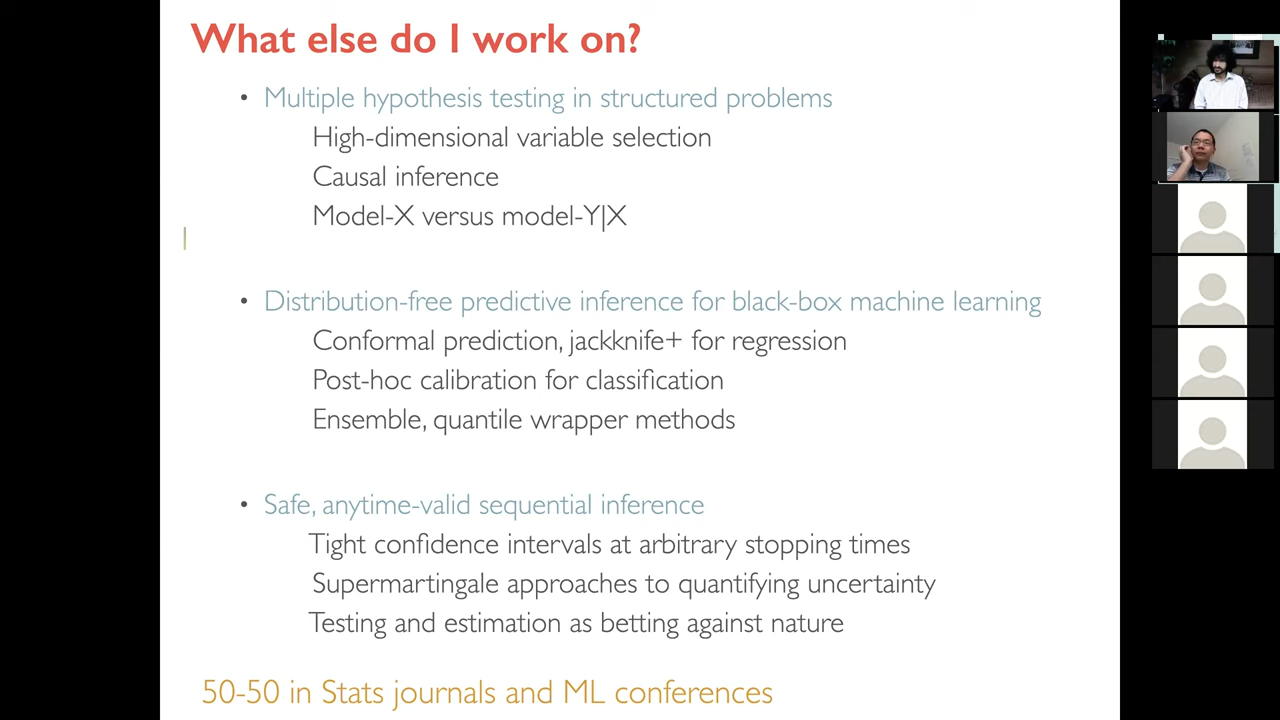 What else do I work on?
• Multiple hypothesis testing in structured problems
High-dimensional variable selection
Causal inference
Model-X versus model-Y|X
• Distribution-free predictive inference for black-box machine learning
Conformal prediction, jackknife+ for regression
Post-hoc calibration for classification
Ensemble, quantile wrapper methods
• Safe, anytime-valid sequential inference
Tight confidence intervals at arbitrary stopping times
Supermartingale approaches to quantifying uncertainty
Testing and estimation as betting against nature
50-50 in Stats journals and ML conferences